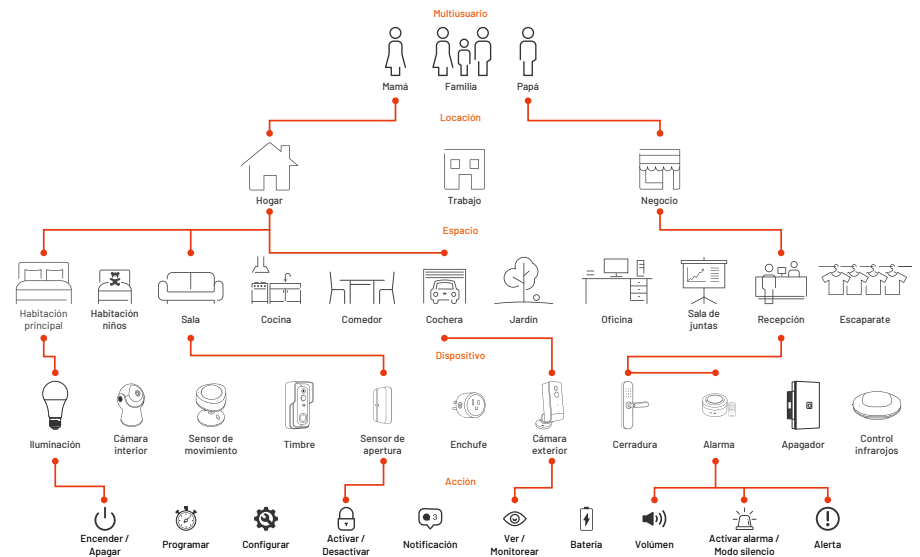 Multiusuario
Mamá
Familia
Papá
Locación
Hogar
Trabajo
Negocio
Espacio
Habitación
principal
Habitación
niños
Sala
Cocina
Comedor
Cochera
Jardín
Oficina
Sala de
juntas
Recepción
Escaparate
Dispositivo
Iluminación
Cámara
interior
Sensor de
movimiento
Timbre
Sensor de
apertura
Enchufe
Cámara
exterior
Cerradura
Alarma
Apagador
Control
infrarojos
Acción
3
Encender /
Apagar
Programar
Configurar
Activar /
Desactivar
Notificación
Ver /
Monitorear
Batería
Volúmen
Activar alarma /
Modo silencio
Alerta